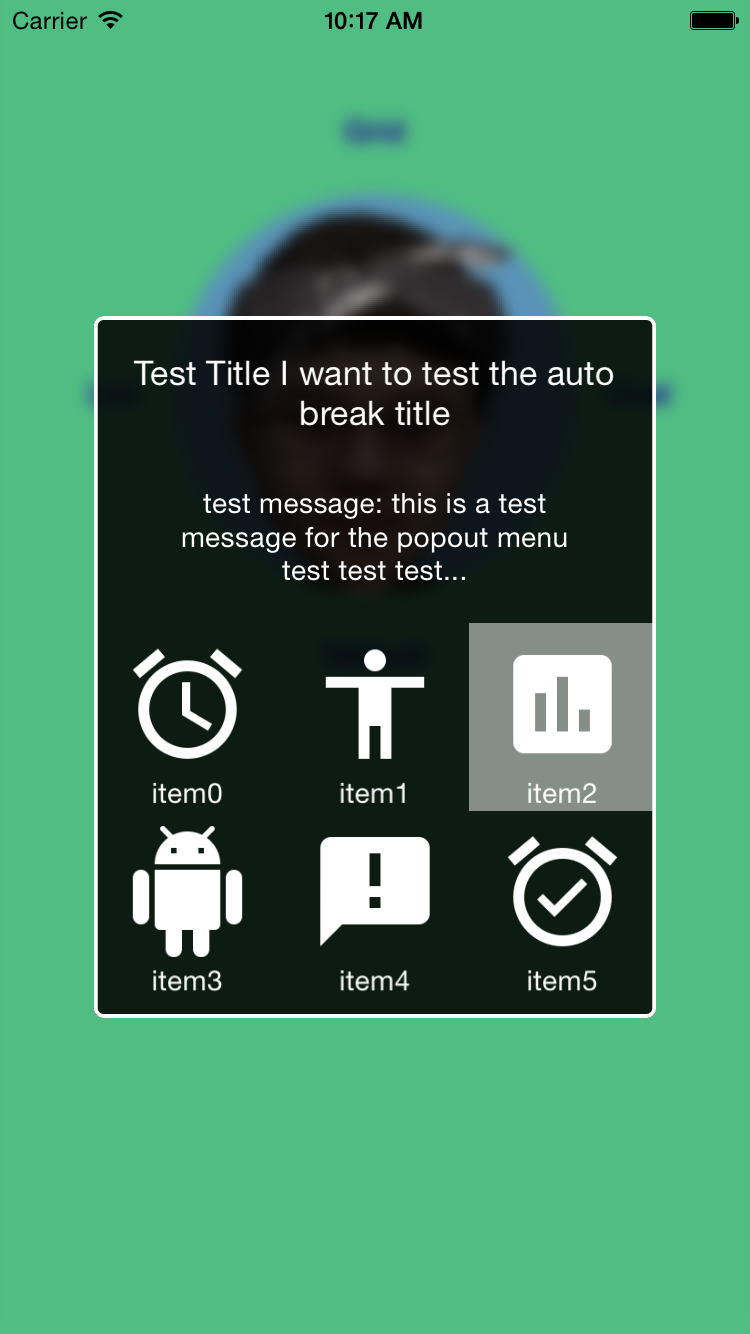 Carrier 10:17 AM
Test Title I want to test the auto
break title
test message: this is a test
message for the popout menu
test test test...
item0 item1 item2
item3 item4 item5